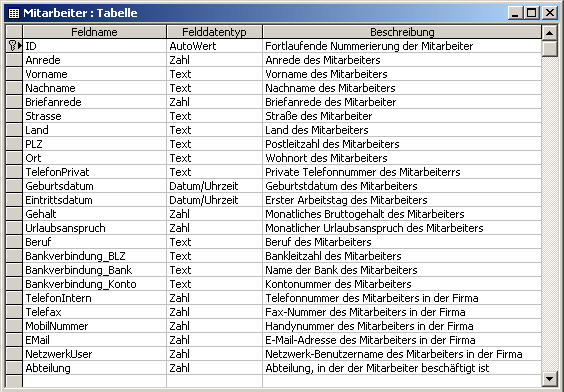 Mitarbeiter : Tabelle
Feldname Felddatentyp Beschreibung
ID AutoWert Fortlaufende Nummerierung der Mitarbeiter
Anrede Zahl Anrede des Mitarbeiters
Vorname Text Vorname des Mitarbeiters
Nachname Text Nachname des Mitarbeiters
Briefanrede Zahl Briefanrede des Mitarbeiter
Strasse Text Straße des Mitarbeiter
Land Text Land des Mitarbeiters
PLZ Text Postleitzahl des Mitarbeiters
Ort Text Wohnort des Mitarbeiters
TelefonPrivat Text Private Telefonnummer des Mitarbeiterrs
Geburtsdatum Datum/Uhrzeit Geburtstdatum des Mitarbeiters
Eintrittsdatum Datum/Uhrzeit Erster Arbeitstag des Mitarbeiters
Gehalt Zahl Monatliches Bruttogehalt des Mitarbeiters
Urlaubsanspruch Zahl Monatlicher Urlaubsanspruch des Mitarbeiters
Beruf Text Beruf des Mitarbeiters
Bankverbindung_BLZ Text Bankleitzahl des Mitarbeiters
Bankverbindung_Bank Text Name der Bank des Mitarbeiters
Bankverbindung_Konto Text Kontonummer des Mitarbeiters
TelefonIntern Zahl Telefonnummer des Mitarbeiters in der Firma
Telefax Zahl Fax-Nummer des Mitarbeiters in der Firma
MobilNummer Zahl Handynummer des Mitarbeiters in der Firma
EMail Zahl E-Mail-Adresse des Mitarbeiters in der Firma
NetzwerkUser Zahl Netzwerk-Benutzername des Mitarbeiters in der Firma
Abteilung Zahl Abteilung, in der der Mitarbeiter beschäftigt ist